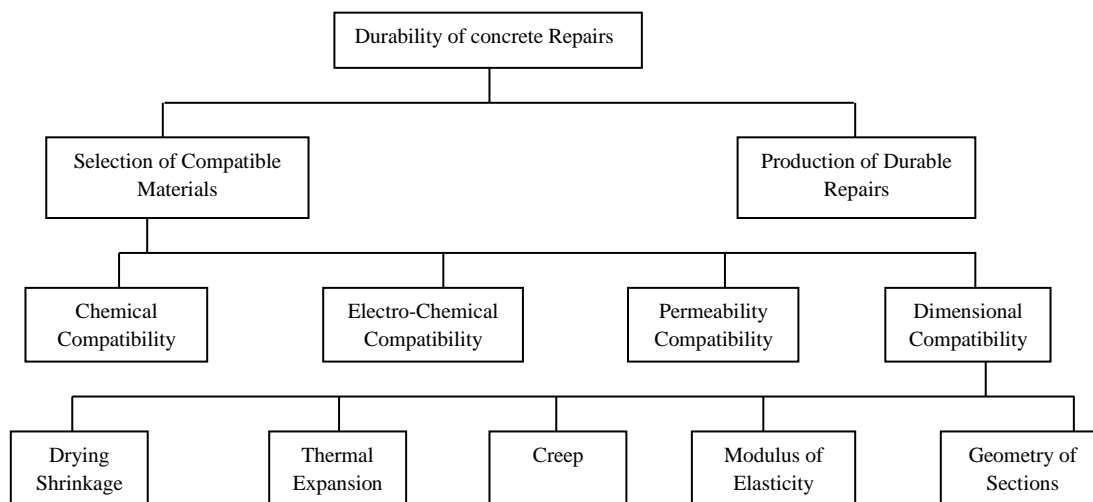 Durability of concrete Repairs
Selection of Compatible
Materials
Production of Durable
Repairs
Chemical
Compatibility
Electro-Chemical
Compatibility
Permeability
Compatibility
Dimensional
Compatibility
Drying
Shrinkage
Thermal
Expansion
Creep
Modulus of
Elasticity
Geometry of
Sections